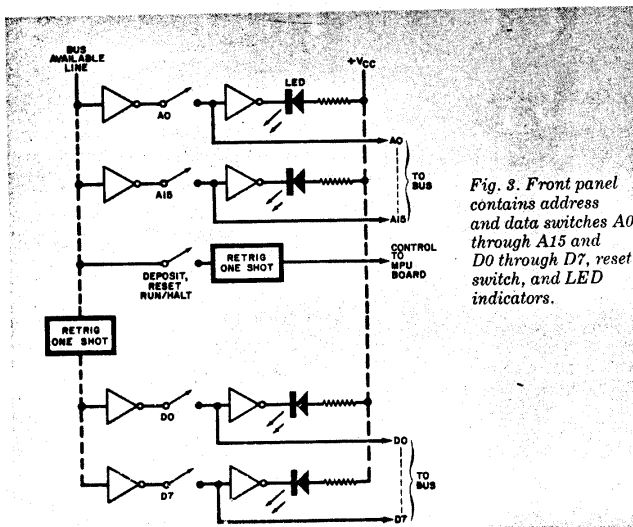 BUS
AVAILABLE
LINE
+VCC
LED
A0
A0
TO
BUS
A15
A15
Fig. 3. Front panel
contains address
and data switches A0
through A15 and
D0 through D7, reset
switch, and LED
indicators.
DEPOSIT,
RESET
RUN/HALT
RETRIG
ONE SHOT
CONTROL
TO
MPU
BOARD
RETRIG
ONE SHOT
D0
D0
TO
BUS
D7
D7